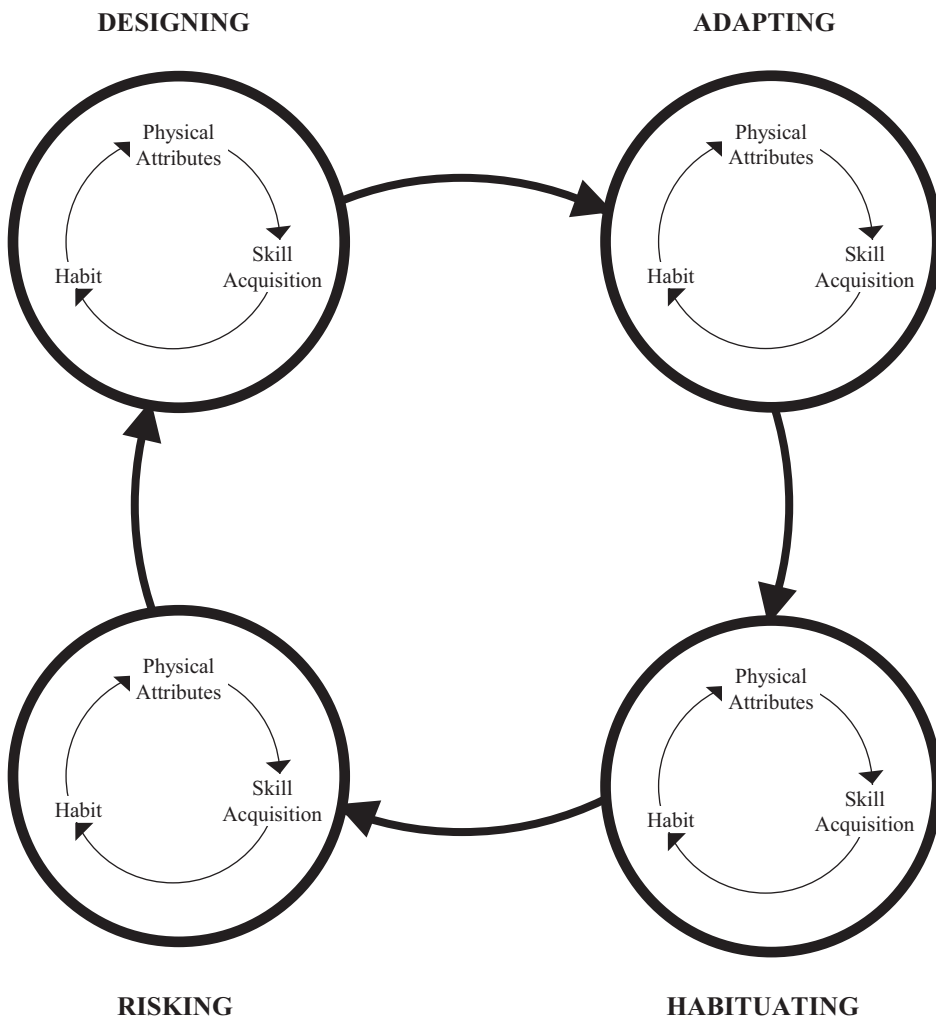 DESIGNING
Physical
Attributes
Skill
Acquisition
Habit
ADAPTING
Physical
Attributes
Skill
Acquisition
Habit
Physical
Attributes
Skill
Acquisition
Habit
HABITUATING
Physical
Attributes
Skill
Acquisition
Habit
RISKING